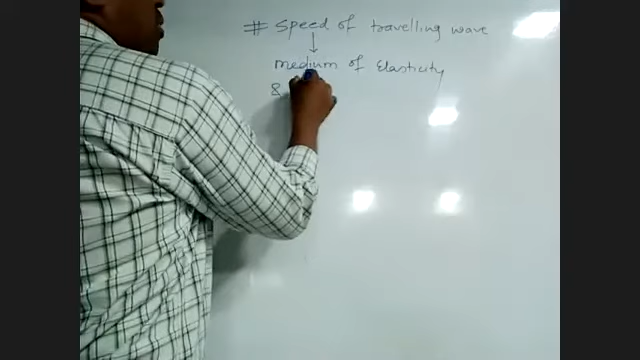 # Speed of travelling wave
↓
medium of Elasticity
&